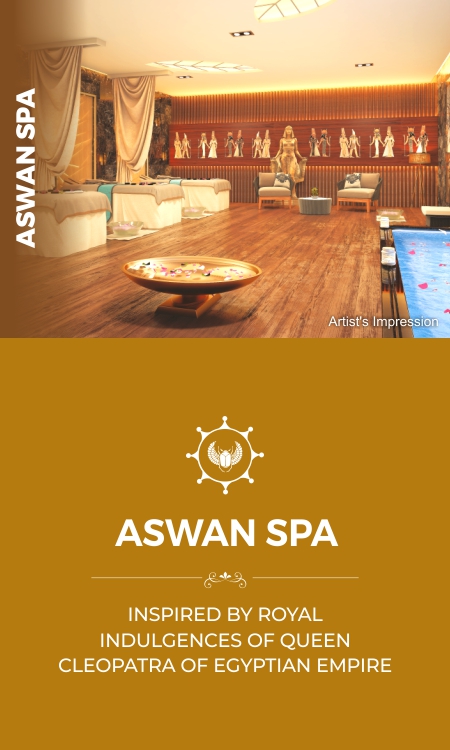 ASWAN SPA
Artist's Impression
ASWAN SPA
INSPIRED BY ROYAL
INDULGENCES OF QUEEN
CLEOPATRA OF EGYPTIAN EMPIRE